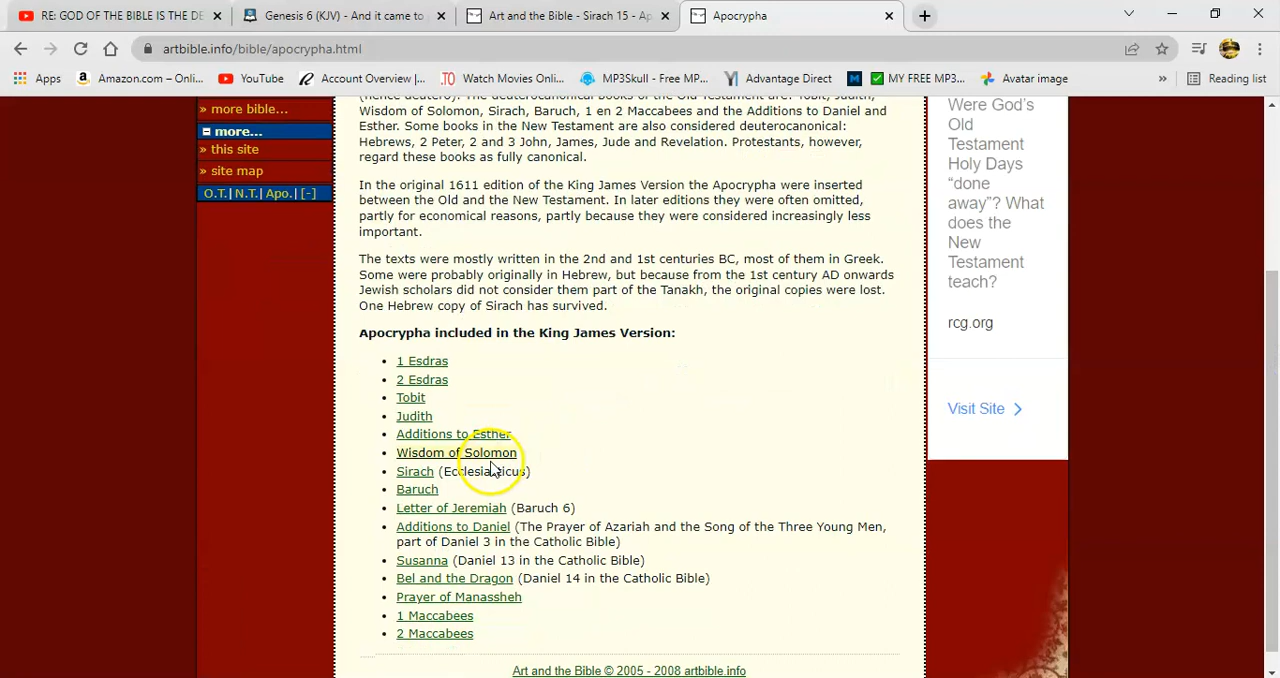 RE: GOD OF THE BIBLE IS THE DE
Genesis 6 (KJV) - And it came to
Art and the Bible - Sirach 15 - Ap
Apocrypha
artbible.info/bible/apocrypha.html
Apps
Amazon.com – Onli...
YouTube
Account Overview |...
Watch Movies Onlin...
MP3Skull - Free MP...
Advantage Direct
MY FREE MP3...
Avatar image
»
Reading list
» more bible...
more...
» this site
» site map
O.T.| N.T.| Apo.| [-]
(hence deutero). The deuterocanonical books of the Old Testament are: Tobit, Judith,
Wisdom of Solomon, Sirach, Baruch, 1 en 2 Maccabees and the Additions to Daniel and
Esther. Some books in the New Testament are also considered deuterocanonical:
Hebrews, 2 Peter, 2 and 3 John, James, Jude and Revelation. Protestants, however,
regard these books as fully canonical.
In the original 1611 edition of the King James Version the Apocrypha were inserted
between the Old and the New Testament. In later editions they were often omitted,
partly for economical reasons, partly because they were considered increasingly less
important.
The texts were mostly written in the 2nd and 1st centuries BC, most of them in Greek.
Some were probably originally in Hebrew, but because from the 1st century AD onwards
Jewish scholars did not consider them part of the Tanakh, the original copies were lost.
One Hebrew copy of Sirach has survived.
Apocrypha included in the King James Version:
• 1 Esdras
• 2 Esdras
• Tobit
• Judith
• Additions to Esther
• Wisdom of Solomon
• Sirach (Ecclesiasticus)
• Baruch
• Letter of Jeremiah (Baruch 6)
• Additions to Daniel (The Prayer of Azariah and the Song of the Three Young Men,
part of Daniel 3 in the Catholic Bible)
• Susanna (Daniel 13 in the Catholic Bible)
• Bel and the Dragon (Daniel 14 in the Catholic Bible)
• Prayer of Manassheh
• 1 Maccabees
• 2 Maccabees
Art and the Bible © 2005 - 2008 artbible.info
Were God's
Old
Testament
Holy Days
“done
away”? What
does the
New
Testament
teach?
rcg.org
Visit Site